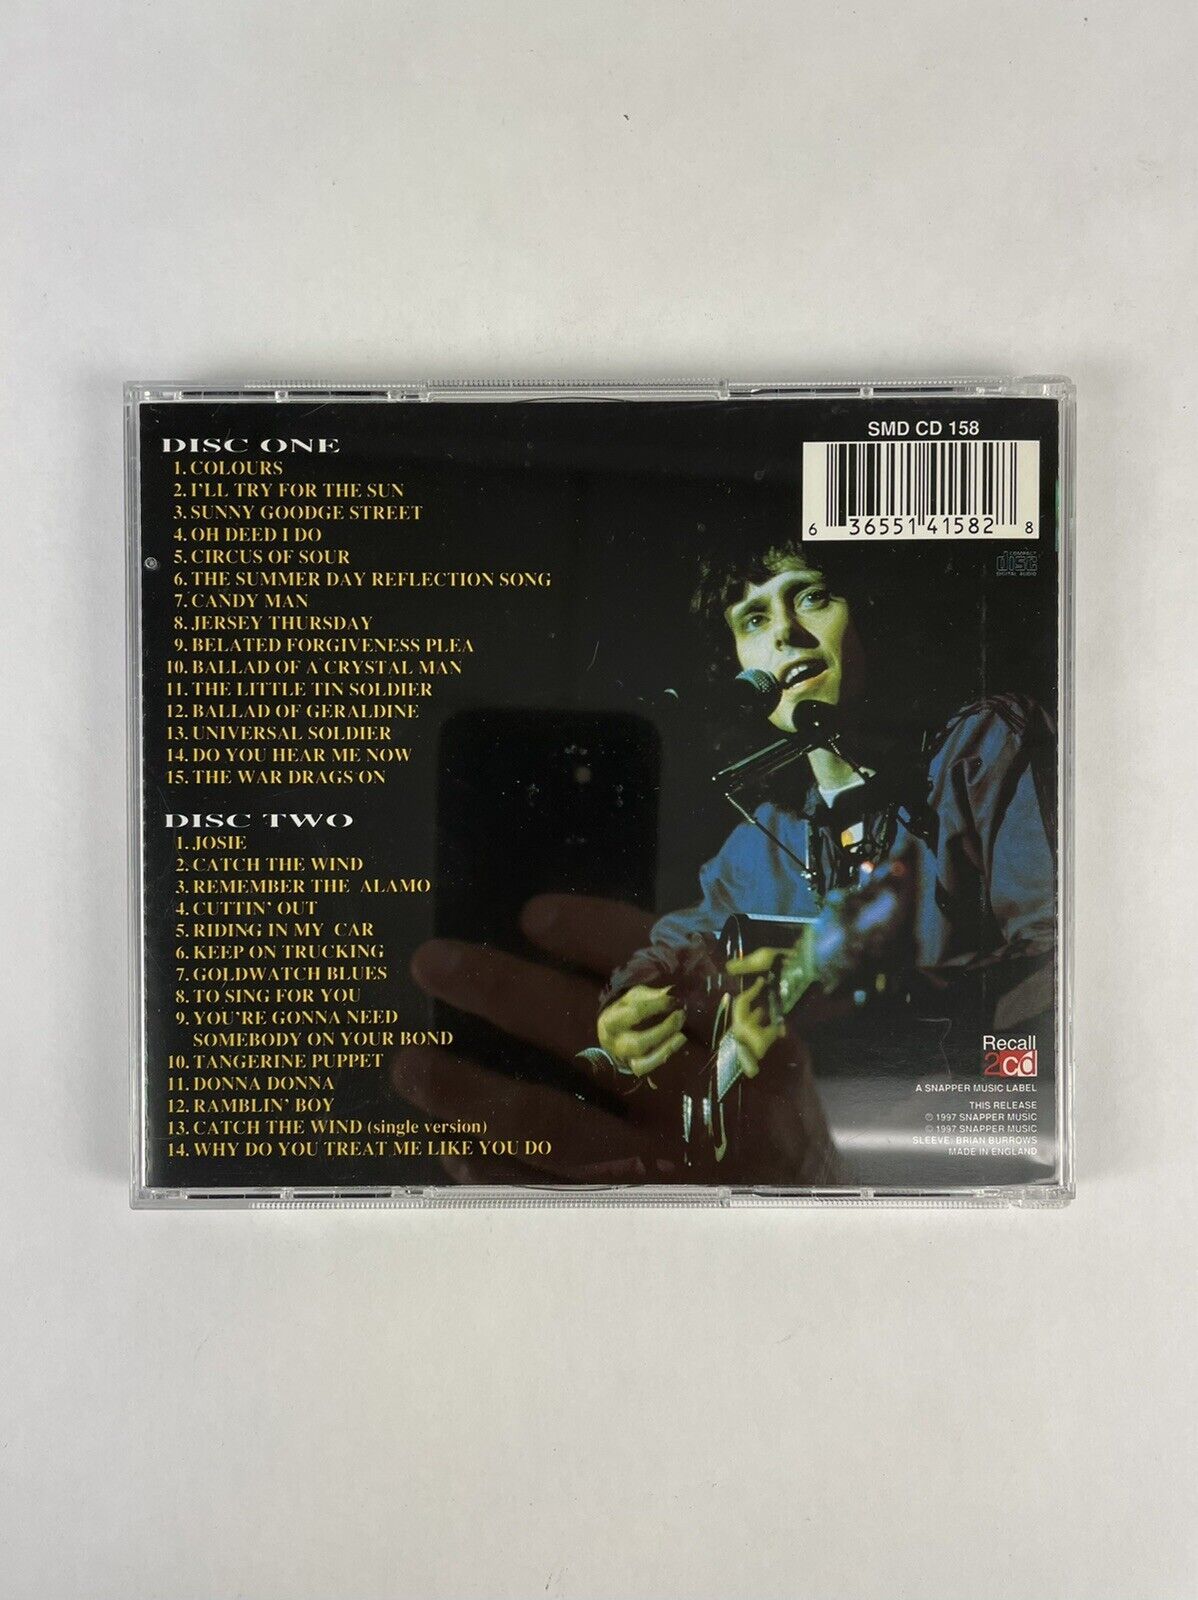 DISC ONE
1. COLOURS
2. I'LL TRY FOR THE SUN
3. SUNNY GOODGE STREET
4. OH DEED I DO
5. CIRCUS OF SOUR
6. THE SUMMER DAY REFLECTION SONG
7. CANDY MAN
8. JERSEY THURSDAY
9. BELATED FORGIVENESS PLEA
10. BALLAD OF A CRYSTAL MAN
11. THE LITTLE TIN SOLDIER
12. BALLAD OF GERALDINE
13. UNIVERSAL SOLDIER
14. DO YOU HEAR ME NOW
15. THE WAR DRAGS ON
DISC TWO
1. JOSIE
2. CATCH THE WIND
3. REMEMBER THE ALAMO
4. CUTTIN' OUT
5. RIDING IN MY CAR
6. KEEP ON TRUCKING
7. GOLDWATCH BLUES
8. TO SING FOR YOU
9. YOU'RE GONNA NEED
SOMEBODY ON YOUR BOND
10. TANGERINE PUPPET
11. DONNA DONNA
12. RAMBLIN' BOY
13. CATCH THE WIND (single version)
14. WHY DO YOU TREAT ME LIKE YOU DO
SMD CD 158
6 36551 41582 8
COMPACT
disc
DIGITAL AUDIO
Recall
2cd
A SNAPPER MUSIC LABEL
THIS RELEASE
℗ 1997 SNAPPER MUSIC
© 1997 SNAPPER MUSIC
SLEEVE: BRIAN BURROWS
MADE IN ENGLAND